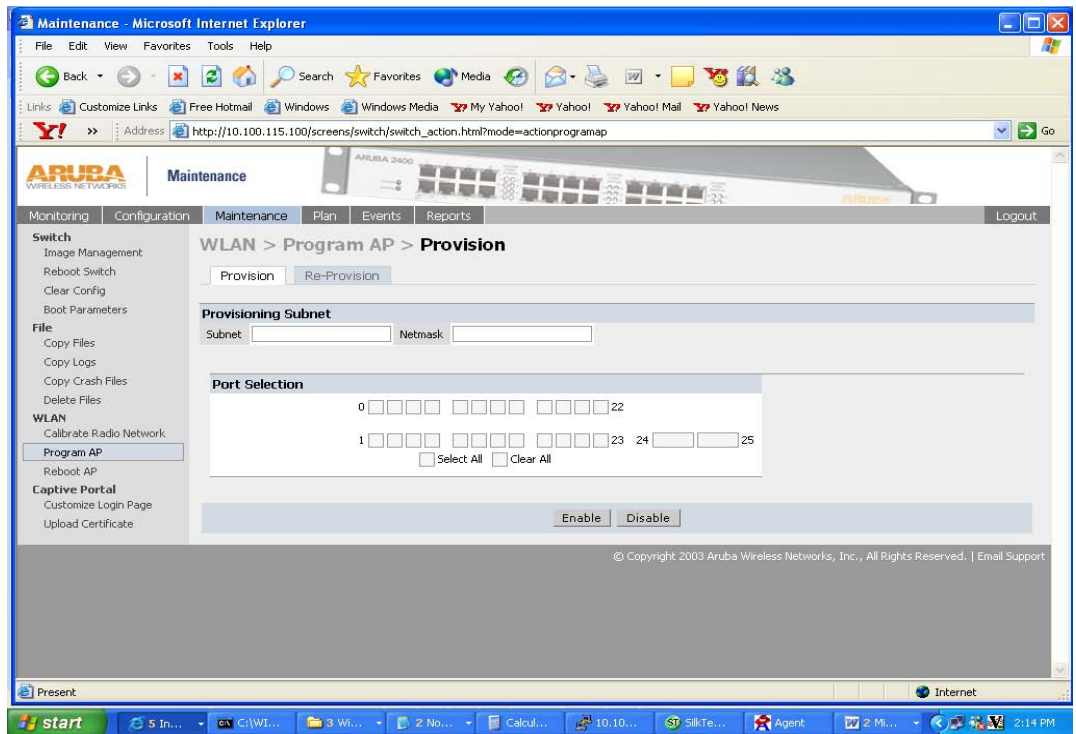 Maintenance - Microsoft Internet Explorer
File Edit View Favorites Tools Help
Back Search Favorites Media
Links Customize Links Free Hotmail Windows Windows Media My Yahoo! Yahoo! Yahoo! Mail Yahoo! News
Y! » Address http://10.100.115.100/screens/switch/switch_action.html?mode=actionprogramap Go
ARUBA
WIRELESS NETWORKS
Maintenance
ARUBA 2400
ARUBA
Monitoring Configuration Maintenance Plan Events Reports Logout
Switch
Image Management
Reboot Switch
Clear Config
Boot Parameters
File
Copy Files
Copy Logs
Copy Crash Files
Delete Files
WLAN
Calibrate Radio Network
Program AP
Reboot AP
Captive Portal
Customize Login Page
Upload Certificate
WLAN > Program AP > Provision
Provision Re-Provision
Provisioning Subnet
Subnet Netmask
Port Selection
0 22
1 23 24 25
Select All Clear All
Enable Disable
© Copyright 2003 Aruba Wireless Networks, Inc., All Rights Reserved. | Email Support
Present Internet
start 5 In... C:\WI... 3 Wi... 2 No... Calcul... 10.10... SilkTe... Agent 2 Mi... 2:14 PM